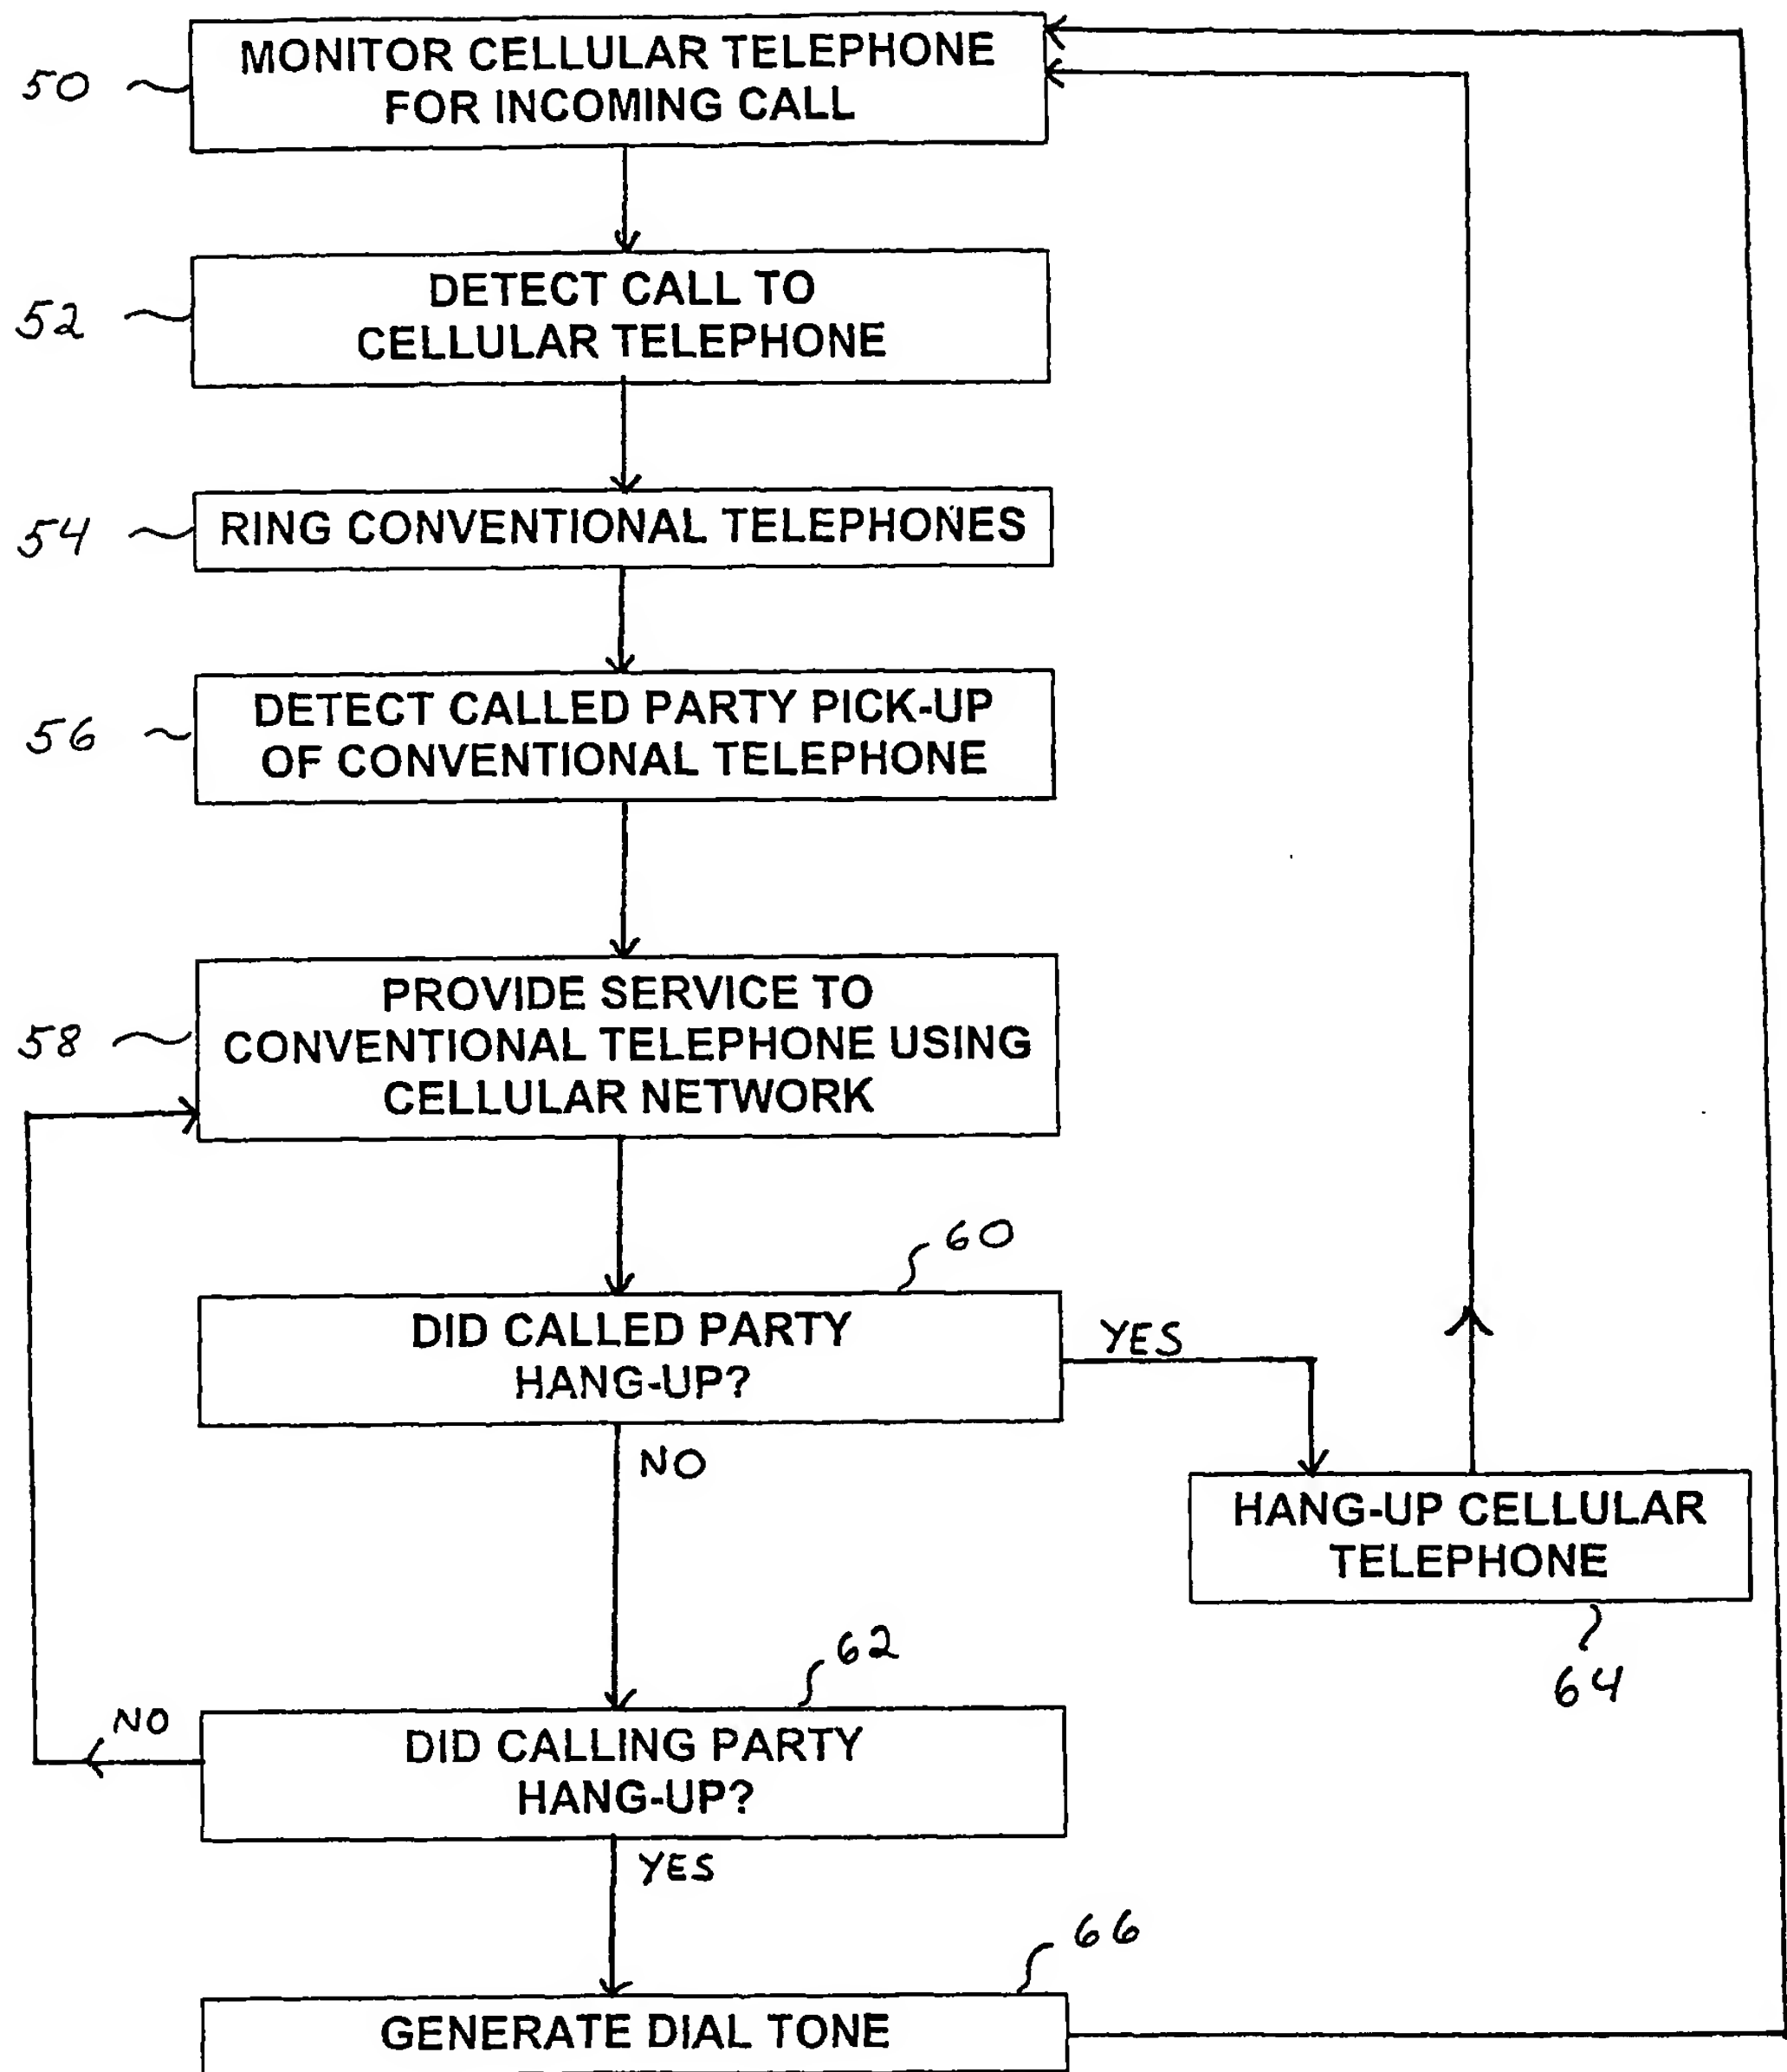 50
MONITOR CELLULAR TELEPHONE
FOR INCOMING CALL
52
DETECT CALL TO
CELLULAR TELEPHONE
54
RING CONVENTIONAL TELEPHONES
56
DETECT CALLED PARTY PICK-UP
OF CONVENTIONAL TELEPHONE
58
PROVIDE SERVICE TO
CONVENTIONAL TELEPHONE USING
CELLULAR NETWORK
60
DID CALLED PARTY
HANG-UP?
YES
NO
HANG-UP CELLULAR
TELEPHONE
64
62
NO
DID CALLING PARTY
HANG-UP?
YES
66
GENERATE DIAL TONE